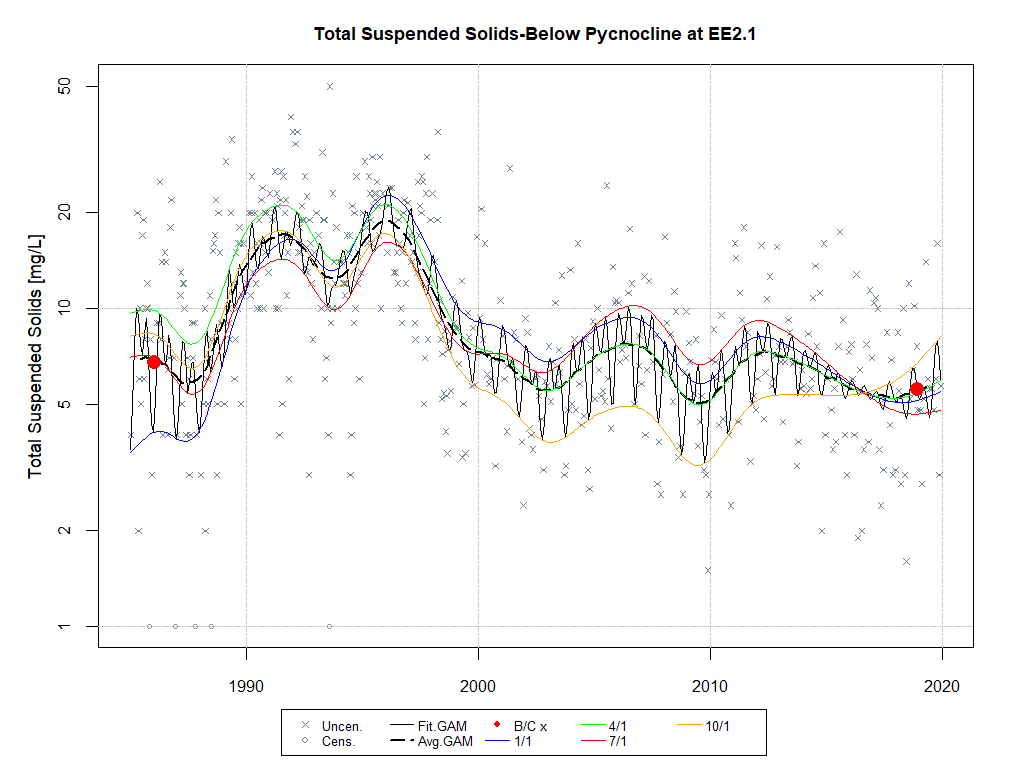 Total Suspended Solids-Below Pycnocline at EE2.1
Total Suspended Solids [mg/L]
50
20
10
5
2
1
1990 2000 2010 2020
Uncen. Fit.GAM B/C x 4/1 10/1
Cens. Avg.GAM 1/1 7/1